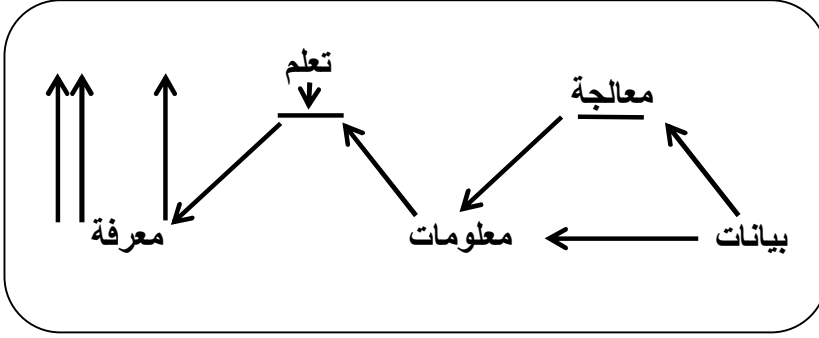 تعلم
معالجة
بيانات
معلومات
معرفة